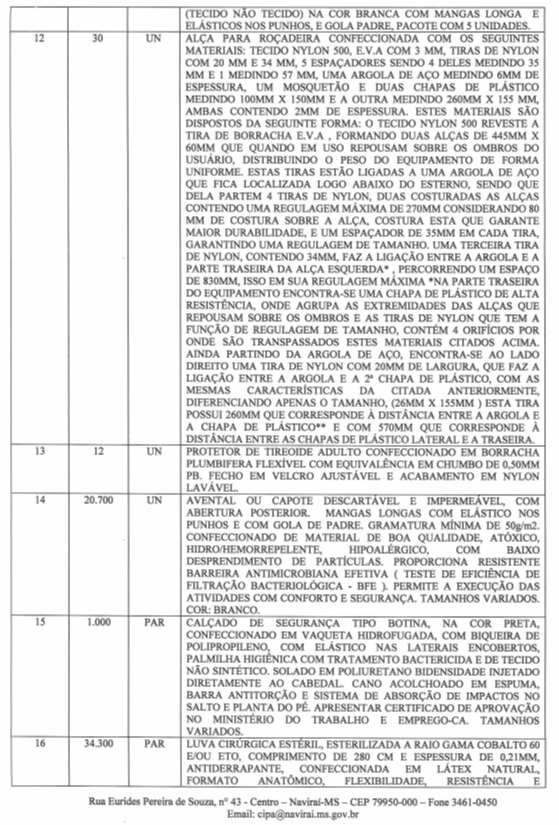 (TECIDO NÃO TECIDO) NA COR BRANCA COM MANGAS LONGA E
ELÁSTICOS NOS PUNHOS, E GOLA PADRE, PACOTE COM 5 UNIDADES.
12 30 UN ALÇA PARA ROÇADEIRA CONFECCIONADA COM OS SEGUINTES
MATERIAIS: TECIDO NYLON 500, E.V.A COM 3 MM, TIRAS DE NYLON
COM 20 MM E 34 MM, 5 ESPAÇADORES SENDO 4 DELES MEDINDO 35
MM E 1 MEDINDO 57 MM, UMA ARGOLA DE AÇO MEDINDO 6MM DE
ESPESSURA, UM MOSQUETÃO E DUAS CHAPAS DE PLÁSTICO
MEDINDO 100MM X 150MM E A OUTRA MEDINDO 260MM X 155 MM,
AMBAS CONTENDO 2MM DE ESPESSURA. ESTES MATERIAIS SÃO
DISPOSTOS DA SEGUINTE FORMA: O TECIDO NYLON 500 REVESTE A
TIRA DE BORRACHA E.V.A , FORMANDO DUAS ALÇAS DE 445MM X
60MM QUE QUANDO EM USO REPOUSAM SOBRE OS OMBROS DO
USUÁRIO, DISTRIBUINDO O PESO DO EQUIPAMENTO DE FORMA
UNIFORME. ESTAS TIRAS ESTÃO LIGADAS A UMA ARGOLA DE AÇO
QUE FICA LOCALIZADA LOGO ABAIXO DO ESTERNO, SENDO QUE
DELA PARTEM 4 TIRAS DE NYLON, DUAS COSTURADAS AS ALÇAS
CONTENDO UMA REGULAGEM MÁXIMA DE 270MM CONSIDERANDO 80
MM DE COSTURA SOBRE A ALÇA, COSTURA ESTA QUE GARANTE
MAIOR DURABILIDADE, E UM ESPAÇADOR DE 35MM EM CADA TIRA,
GARANTINDO UMA REGULAGEM DE TAMANHO. UMA TERCEIRA TIRA
DE NYLON, CONTENDO 34MM, FAZ A LIGAÇÃO ENTRE A ARGOLA E A
PARTE TRASEIRA DA ALÇA ESQUERDA* , PERCORRENDO UM ESPAÇO
DE 830MM, ISSO EM SUA REGULAGEM MÁXIMA *NA PARTE TRASEIRA
DO EQUIPAMENTO ENCONTRA-SE UMA CHAPA DE PLÁSTICO DE ALTA
RESISTÊNCIA, ONDE AGRUPA AS EXTREMIDADES DAS ALÇAS QUE
REPOUSAM SOBRE OS OMBROS E AS TIRAS DE NYLON QUE TEM A
FUNÇÃO DE REGULAGEM DE TAMANHO, CONTÉM 4 ORIFÍCIOS POR
ONDE SÃO TRANSPASSADOS ESTES MATERIAIS CITADOS ACIMA.
AINDA PARTINDO DA ARGOLA DE AÇO, ENCONTRA-SE AO LADO
DIREITO UMA TIRA DE NYLON COM 20MM DE LARGURA, QUE FAZ A
LIGAÇÃO ENTRE A ARGOLA E A 2ª CHAPA DE PLÁSTICO, COM AS
MESMAS CARACTERÍSTICAS DA CITADA ANTERIORMENTE,
DIFERENCIANDO APENAS O TAMANHO, (26MM X 155MM ) ESTA TIRA
POSSUI 260MM QUE CORRESPONDE À DISTÂNCIA ENTRE A ARGOLA E
A CHAPA DE PLÁSTICO** E COM 570MM QUE CORRESPONDE À
DISTÂNCIA ENTRE AS CHAPAS DE PLÁSTICO LATERAL E A TRASEIRA.
13 12 UN PROTETOR DE TIREOIDE ADULTO CONFECCIONADO EM BORRACHA
PLUMBIFERA FLEXÍVEL COM EQUIVALÊNCIA EM CHUMBO DE 0,50MM
PB. FECHO EM VELCRO AJUSTÁVEL E ACABAMENTO EM NYLON
LAVÁVEL.
14 20.700 UN AVENTAL OU CAPOTE DESCARTÁVEL E IMPERMEÁVEL, COM
ABERTURA POSTERIOR. MANGAS LONGAS COM ELÁSTICO NOS
PUNHOS E COM GOLA DE PADRE. GRAMATURA MÍNIMA DE 50g/m2.
CONFECCIONADO DE MATERIAL DE BOA QUALIDADE, ATÓXICO,
HIDRO/HEMORREPELENTE, HIPOALÉRGICO, COM BAIXO
DESPRENDIMENTO DE PARTÍCULAS. PROPORCIONA RESISTENTE
BARREIRA ANTIMICROBIANA EFETIVA ( TESTE DE EFICIÊNCIA DE
FILTRAÇÃO BACTERIOLÓGICA - BFE ). PERMITE A EXECUÇÃO DAS
ATIVIDADES COM CONFORTO E SEGURANÇA. TAMANHOS VARIADOS.
COR: BRANCO.
15 1.000 PAR CALÇADO DE SEGURANÇA TIPO BOTINA, NA COR PRETA,
CONFECCIONADO EM VAQUETA HIDROFUGADA, COM BIQUEIRA DE
POLIPROPILENO, COM ELÁSTICO NAS LATERAIS ENCOBERTOS,
PALMILHA HIGIÊNICA COM TRATAMENTO BACTERICIDA E DE TECIDO
NÃO SINTÉTICO. SOLADO EM POLIURETANO BIDENSIDADE INJETADO
DIRETAMENTE AO CABEDAL. CANO ACOLCHOADO EM ESPUMA,
BARRA ANTITORÇÃO E SISTEMA DE ABSORÇÃO DE IMPACTOS NO
SALTO E PLANTA DO PÉ. APRESENTAR CERTIFICADO DE APROVAÇÃO
NO MINISTÉRIO DO TRABALHO E EMPREGO-CA. TAMANHOS
VARIADOS.
16 34.300 PAR LUVA CIRÚRGICA ESTÉRIL, ESTERILIZADA A RAIO GAMA COBALTO 60
E/OU ETO, COMPRIMENTO DE 280 CM E ESPESSURA DE 0,21MM,
ANTIDERRAPANTE, CONFECCIONADA EM LÁTEX NATURAL,
FORMATO ANATÔMICO, FLEXIBILIDADE, RESISTENCIA E
Rua Eurides Pereira de Souza, nº 43 - Centro – Naviraí-MS – CEP 79950-000 – Fone 3461-0450
Email: cipa@navirai.ms.gov.br